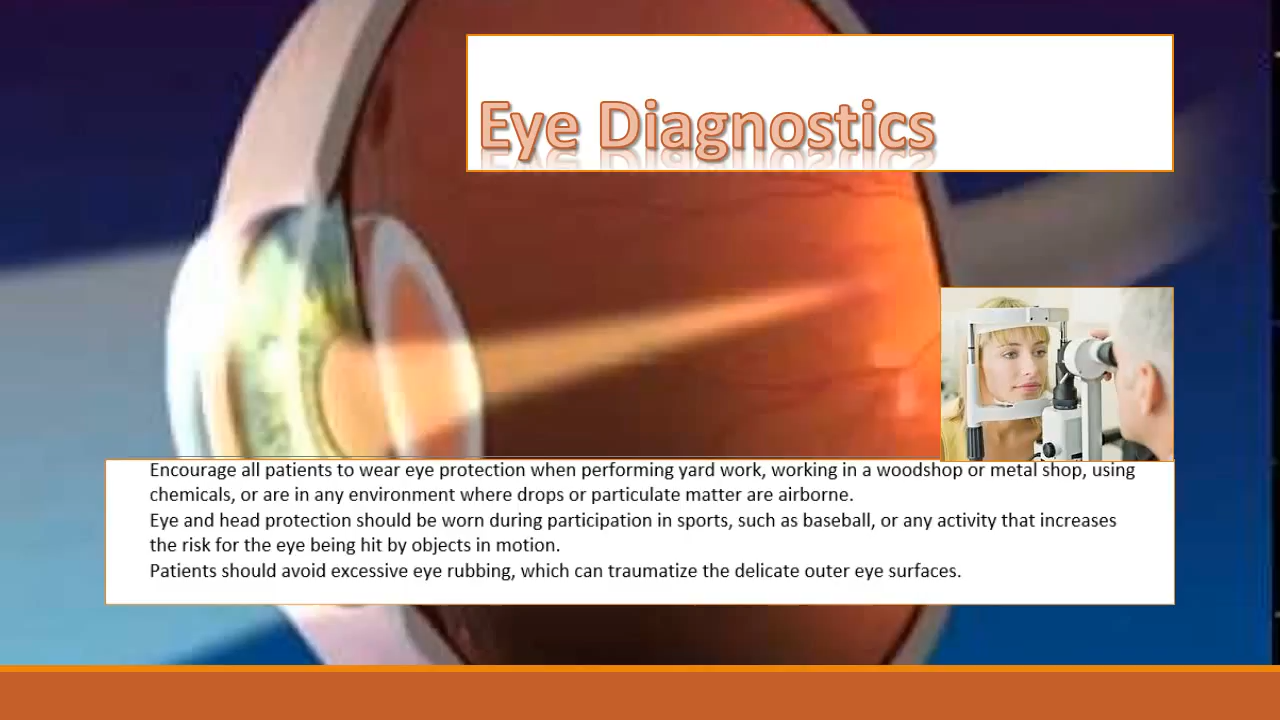 Eye Diagnostics
Encourage all patients to wear eye protection when performing yard work, working in a woodshop or metal shop, using
chemicals, or are in any environment where drops or particulate matter are airborne.
Eye and head protection should be worn during participation in sports, such as baseball, or any activity that increases
the risk for the eye being hit by objects in motion.
Patients should avoid excessive eye rubbing, which can traumatize the delicate outer eye surfaces.